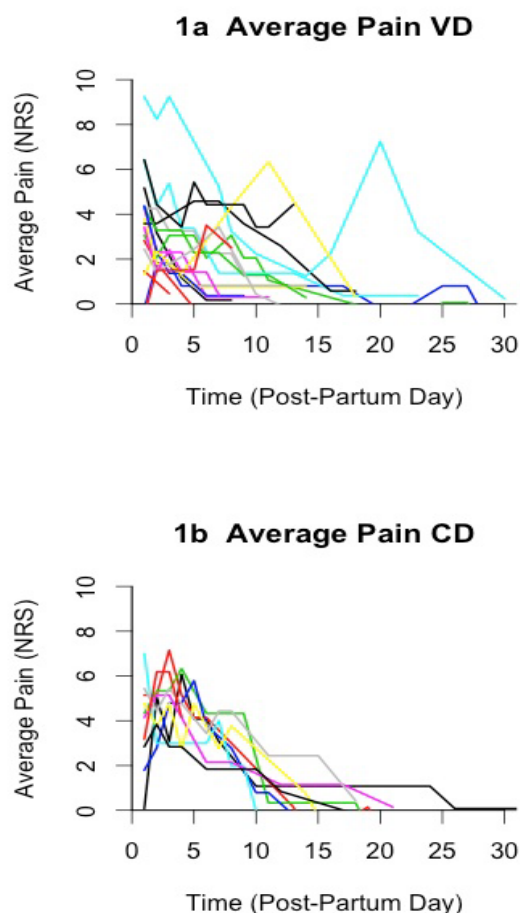 1a Average Pain VD
Average Pain (NRS)
10
8
6
4
2
0
0 5 10 15 20 25 30
Time (Post-Partum Day)
1b Average Pain CD
Average Pain (NRS)
10
8
6
4
2
0
0 5 10 15 20 25 30
Time (Post-Partum Day)